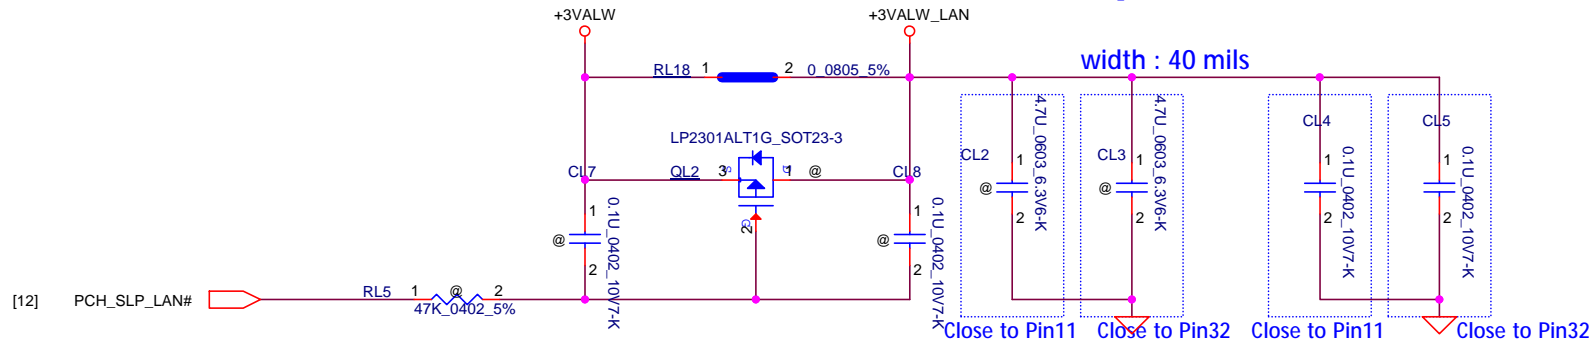 +3VALW
+3VALW_LAN
width : 40 mils
RL18 1 2 0_0805_5%
LP2301ALT1G_SOT23-3
CL7
QL2 3 S D 1 @
CL8
G 2
1 @ 2 0.1U_0402_10V7-K
1 @ 2 0.1U_0402_10V7-K
CL2 1 @ 2 4.7U_0603_6.3V6-K
CL3 1 @ 2 4.7U_0603_6.3V6-K
CL4 1 2 0.1U_0402_10V7-K
CL5 1 2 0.1U_0402_10V7-K
[12] PCH_SLP_LAN#
RL5 1 @ 2
47K_0402_5%
Close to Pin11
Close to Pin32
Close to Pin11
Close to Pin32